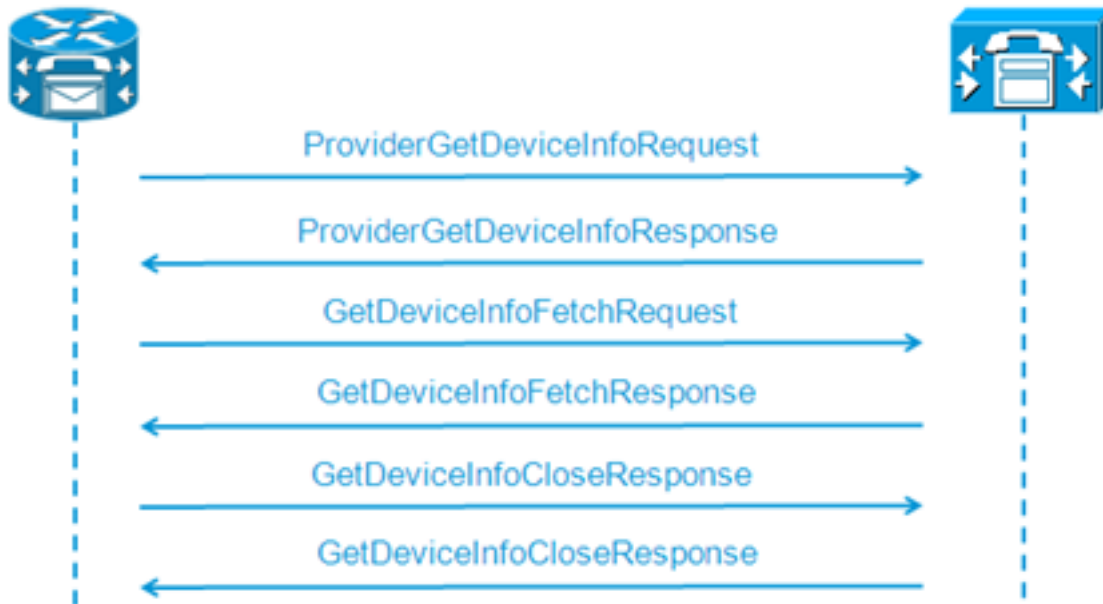 ProviderGetDeviceInfoRequest
ProviderGetDeviceInfoResponse
GetDeviceInfoFetchRequest
GetDeviceInfoFetchResponse
GetDeviceInfoCloseResponse
GetDeviceInfoCloseResponse